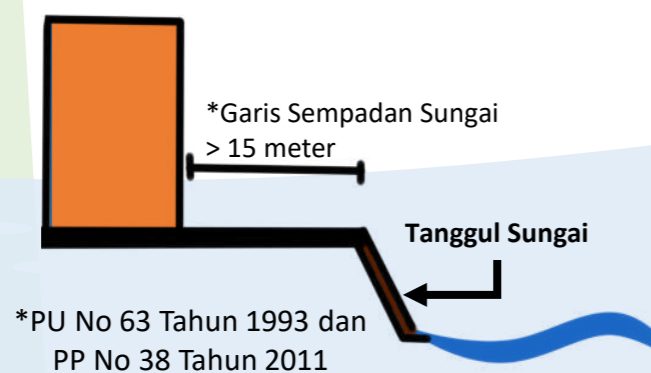 *Garis Sempadan Sungai
> 15 meter
Tanggul Sungai
*PU No 63 Tahun 1993 dan
PP No 38 Tahun 2011